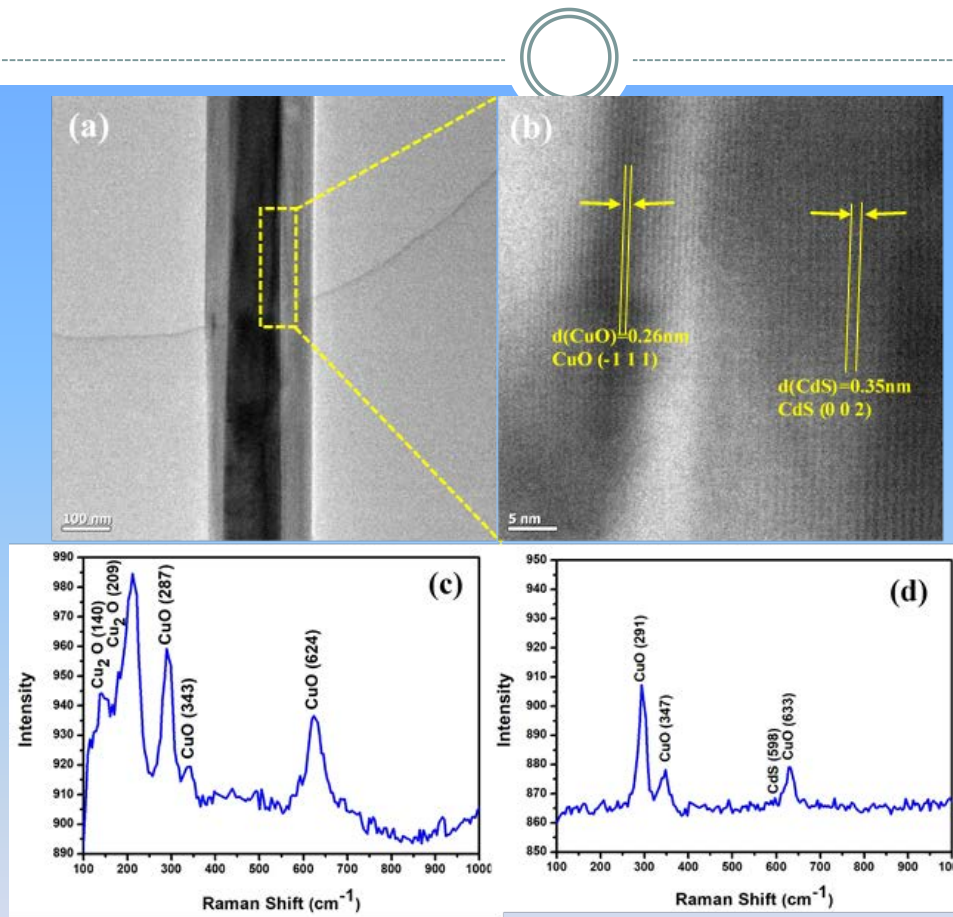 (a)
100 nm
(b)
d(CuO)=0.26nm
CuO (-1 1 1)
d(CdS)=0.35nm
CdS (0 0 2)
5 nm
(c)
Intensity
990
980
970
960
950
940
930
920
910
900
890
Cu₂ O (140)
Cu₂ O (209)
CuO (287)
CuO (343)
CuO (624)
100 200 300 400 500 600 700 800 900 1000
Raman Shift (cm⁻¹)
(d)
Intensity
950
940
930
920
910
900
890
880
870
860
850
CuO (291)
CuO (347)
CdS (598)
CuO (633)
100 200 300 400 500 600 700 800 900 100
Raman Shift (cm⁻¹)